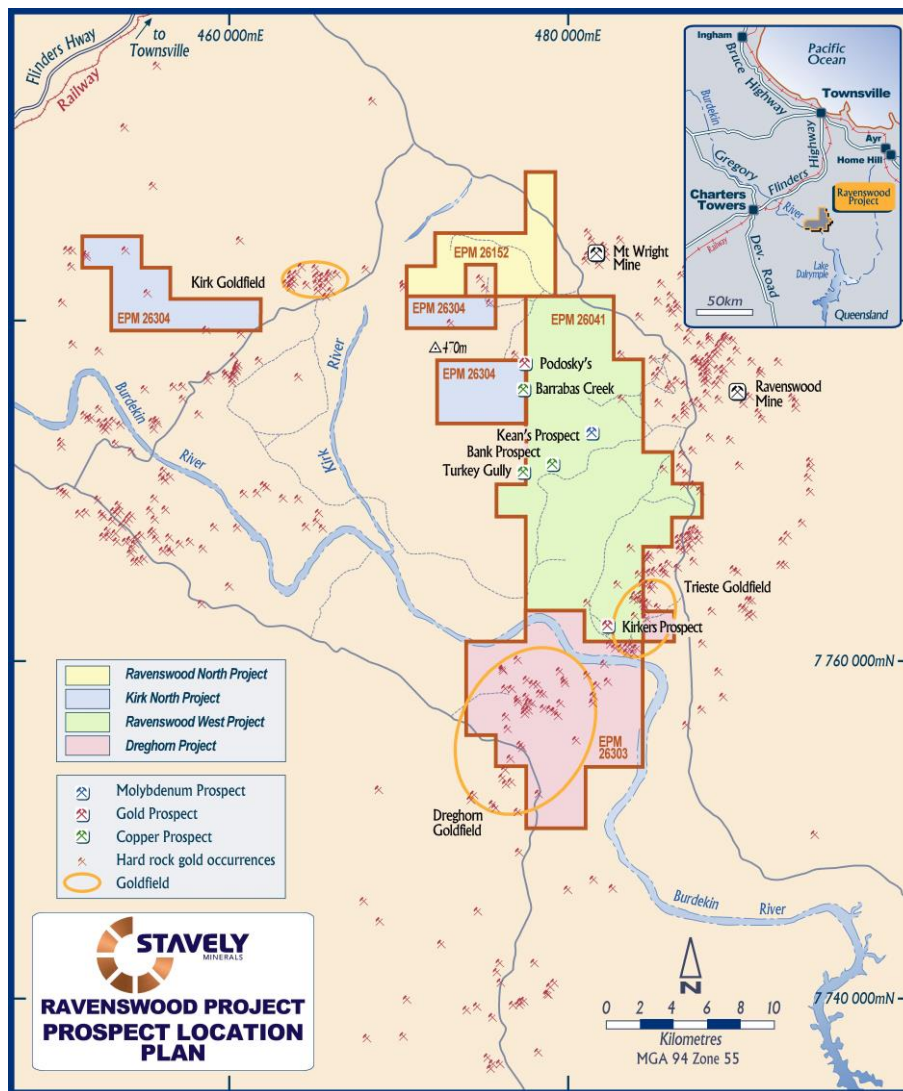 460 000mE
480 000mE
to
Townsville
Flinders Hway
Railway
Ingham
Bruce Highway
Pacific
Ocean
Townsville
Burdekin
Highway
Ayr
Home Hill
Gregory
Flinders
River
Charters
Towers
Ravenswood
Project
Railway
Dev. Road
Lake
Dalrymple
50km
Queensland
EPM 26152
Mt Wright
Mine
Kirk Goldfield
EPM 26304
EPM 26304
EPM 26041
470m
Podosky's
EPM 26304
Barrabas Creek
Ravenswood
Mine
River
Burdekin
Kean's Prospect
Bank Prospect
Turkey Gully
River
Kirk
Trieste Goldfield
Kirkers Prospect
7 760 000mN
Ravenswood North Project
Kirk North Project
Ravenswood West Project
Dreghorn Project
EPM
26303
Molybdenum Prospect
Gold Prospect
Copper Prospect
Hard rock gold occurrences
Goldfield
Dreghorn
Goldfield
Burdekin
River
STAVELY
MINERALS
RAVENSWOOD PROJECT
PROSPECT LOCATION
PLAN
N
0 2 4 6 8 10
Kilometres
MGA 94 Zone 55
7 740 000mN